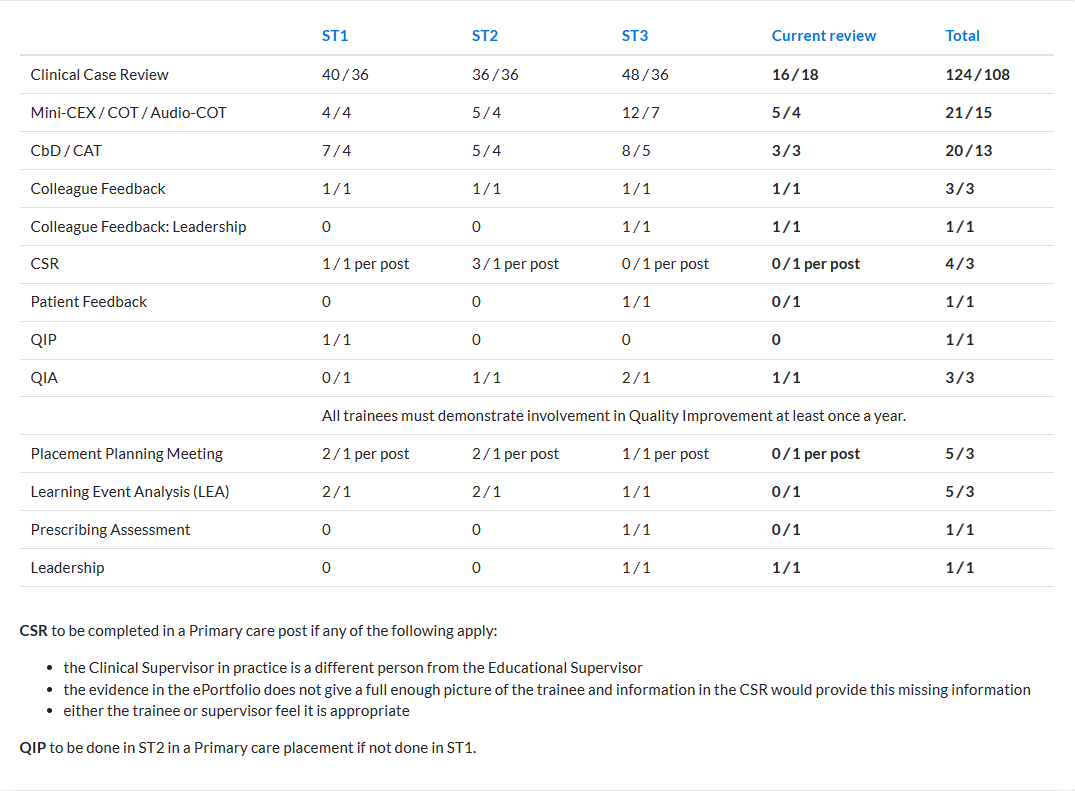 ST1 ST2 ST3 Current review Total
Clinical Case Review 40 / 36 36 / 36 48 / 36 16 / 18 124 / 108
Mini-CEX / COT / Audio-COT 4 / 4 5 / 4 12 / 7 5 / 4 21 / 15
CbD / CAT 7 / 4 5 / 4 8 / 5 3 / 3 20 / 13
Colleague Feedback 1 / 1 1 / 1 1 / 1 1 / 1 3 / 3
Colleague Feedback: Leadership 0 0 1 / 1 1 / 1 1 / 1
CSR 1 / 1 per post 3 / 1 per post 0 / 1 per post 0 / 1 per post 4 / 3
Patient Feedback 0 0 1 / 1 0 / 1 1 / 1
QIP 1 / 1 0 0 0 1 / 1
QIA 0 / 1 1 / 1 2 / 1 1 / 1 3 / 3
All trainees must demonstrate involvement in Quality Improvement at least once a year.
Placement Planning Meeting 2 / 1 per post 2 / 1 per post 1 / 1 per post 0 / 1 per post 5 / 3
Learning Event Analysis (LEA) 2 / 1 2 / 1 1 / 1 0 / 1 5 / 3
Prescribing Assessment 0 0 1 / 1 0 / 1 1 / 1
Leadership 0 0 1 / 1 1 / 1 1 / 1
CSR to be completed in a Primary care post if any of the following apply:
• the Clinical Supervisor in practice is a different person from the Educational Supervisor
• the evidence in the ePortfolio does not give a full enough picture of the trainee and information in the CSR would provide this missing information
• either the trainee or supervisor feel it is appropriate
QIP to be done in ST2 in a Primary care placement if not done in ST1.